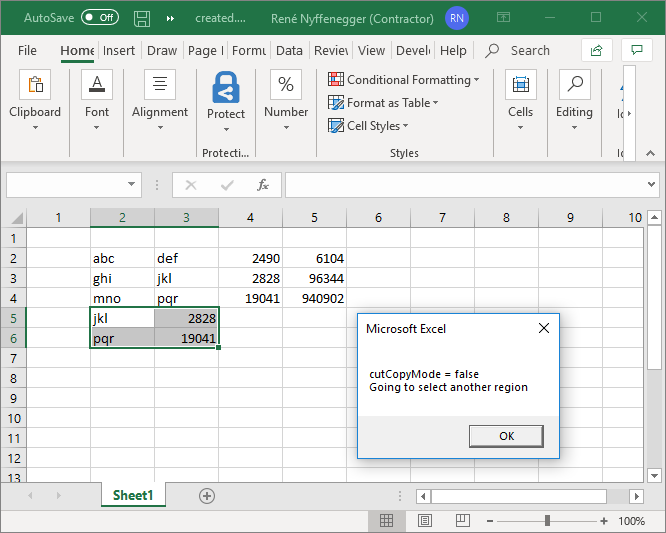 AutoSave Off created.... René Nyffenegger (Contractor) RN
File Home Insert Draw Page I Formu Data Review View Develo Help Search
Clipboard Font Alignment Protect Number Conditional Formatting Format as Table Cell Styles Cells Editing
Protecti... Styles
fx
1 2 3 4 5 6 7 8 9 10
1
2 abc def 2490 6104
3 ghi jkl 2828 96344
4 mno pqr 19041 940902
5 jkl 2828
6 pqr 19041
7
8
9
10
11
12
13
Microsoft Excel
cutCopyMode = false
Going to select another region
OK
Sheet1
100%